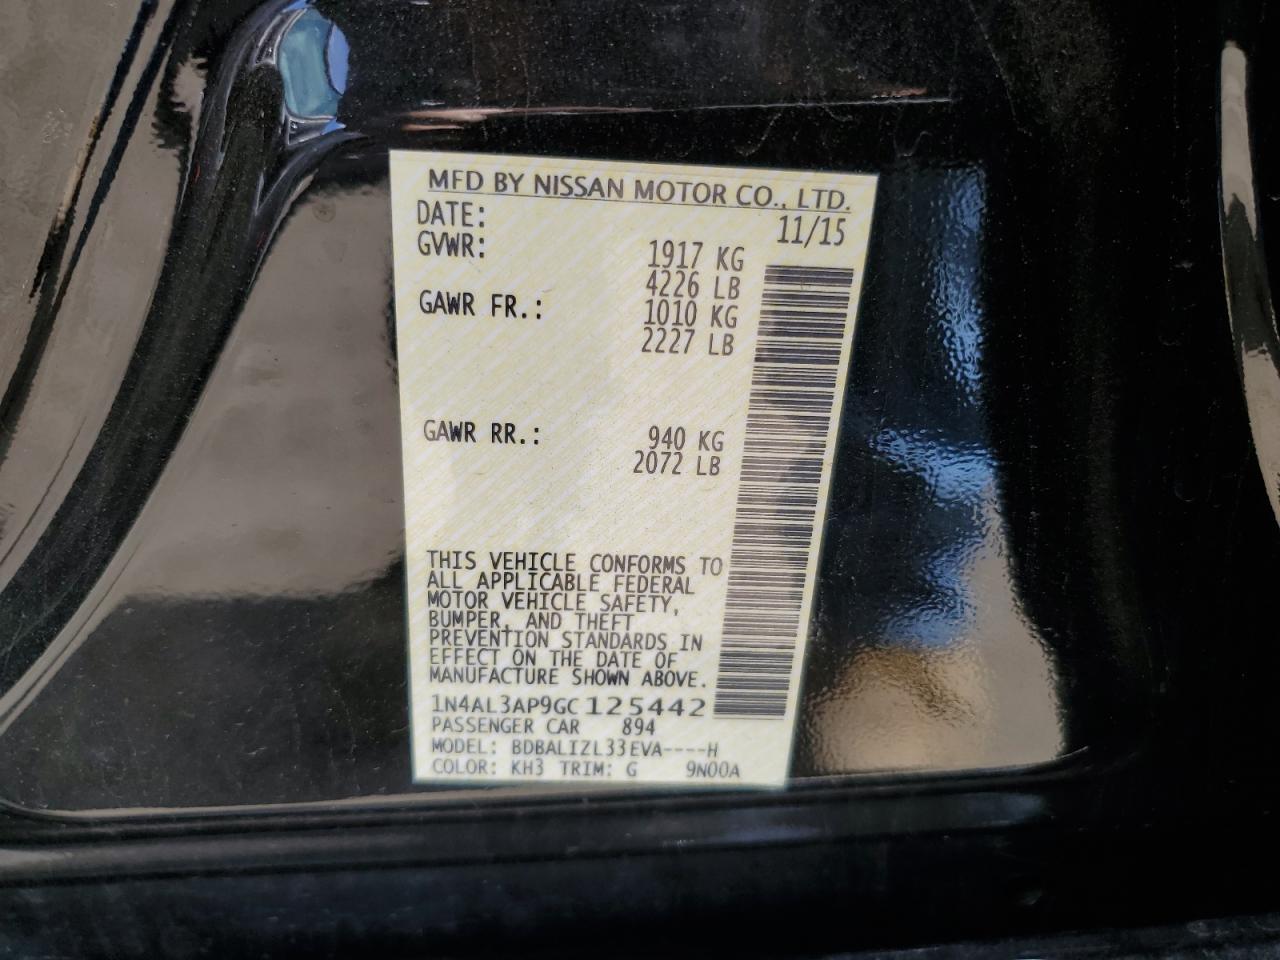 MFD BY NISSAN MOTOR CO., LTD.
DATE: 11/15
GVWR: 1917 KG
4226 LB
GAWR FR.: 1010 KG
2227 LB
GAWR RR.: 940 KG
2072 LB
THIS VEHICLE CONFORMS TO
ALL APPLICABLE FEDERAL
MOTOR VEHICLE SAFETY,
BUMPER, AND THEFT
PREVENTION STANDARDS IN
EFFECT ON THE DATE OF
MANUFACTURE SHOWN ABOVE.
1N4AL3AP9GC125442
PASSENGER CAR 894
MODEL: BDBALIZL33EVA----H
COLOR: KH3 TRIM: G 9N00A